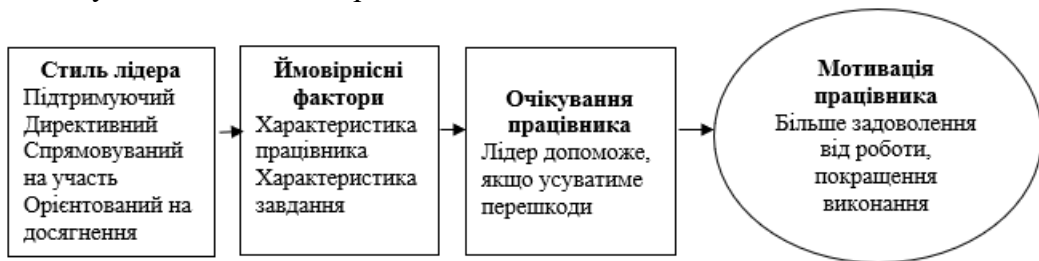 Стиль лідера
Підтримуючий
Директивний
Спрямовуваний
на участь
Орієнтований на
досягнення
Ймовірнісні
фактори
Характеристика
працівника
Характеристика
завдання
Очікування
працівника
Лідер допоможе,
якщо усуватиме
перешкоди
Мотивація
працівника
Більше задоволення
від роботи,
покращення
виконання